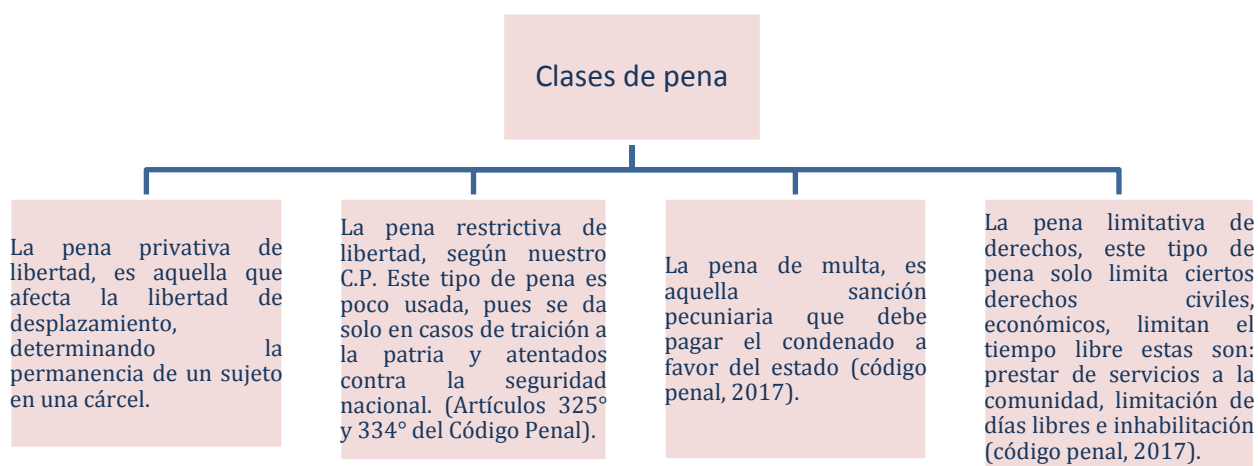 Clases de pena
La pena privativa de
libertad, es aquella que
afecta la libertad de
desplazamiento,
determinando la
permanencia de un sujeto
en una cárcel.
La pena restrictiva de
libertad, según nuestro
C.P. Este tipo de pena es
poco usada, pues se da
solo en casos de traición a
la patria y atentados
contra la seguridad
nacional. (Artículos 325°
y 334° del Código Penal).
La pena de multa, es
aquella sanción
pecuniaria que debe
pagar el condenado a
favor del estado (código
penal, 2017).
La pena limitativa de
derechos, este tipo de
pena solo limita ciertos
derechos civiles,
económicos, limitan el
tiempo libre estas son:
prestar de servicios a la
comunidad, limitación de
días libres e inhabilitación
(código penal, 2017).